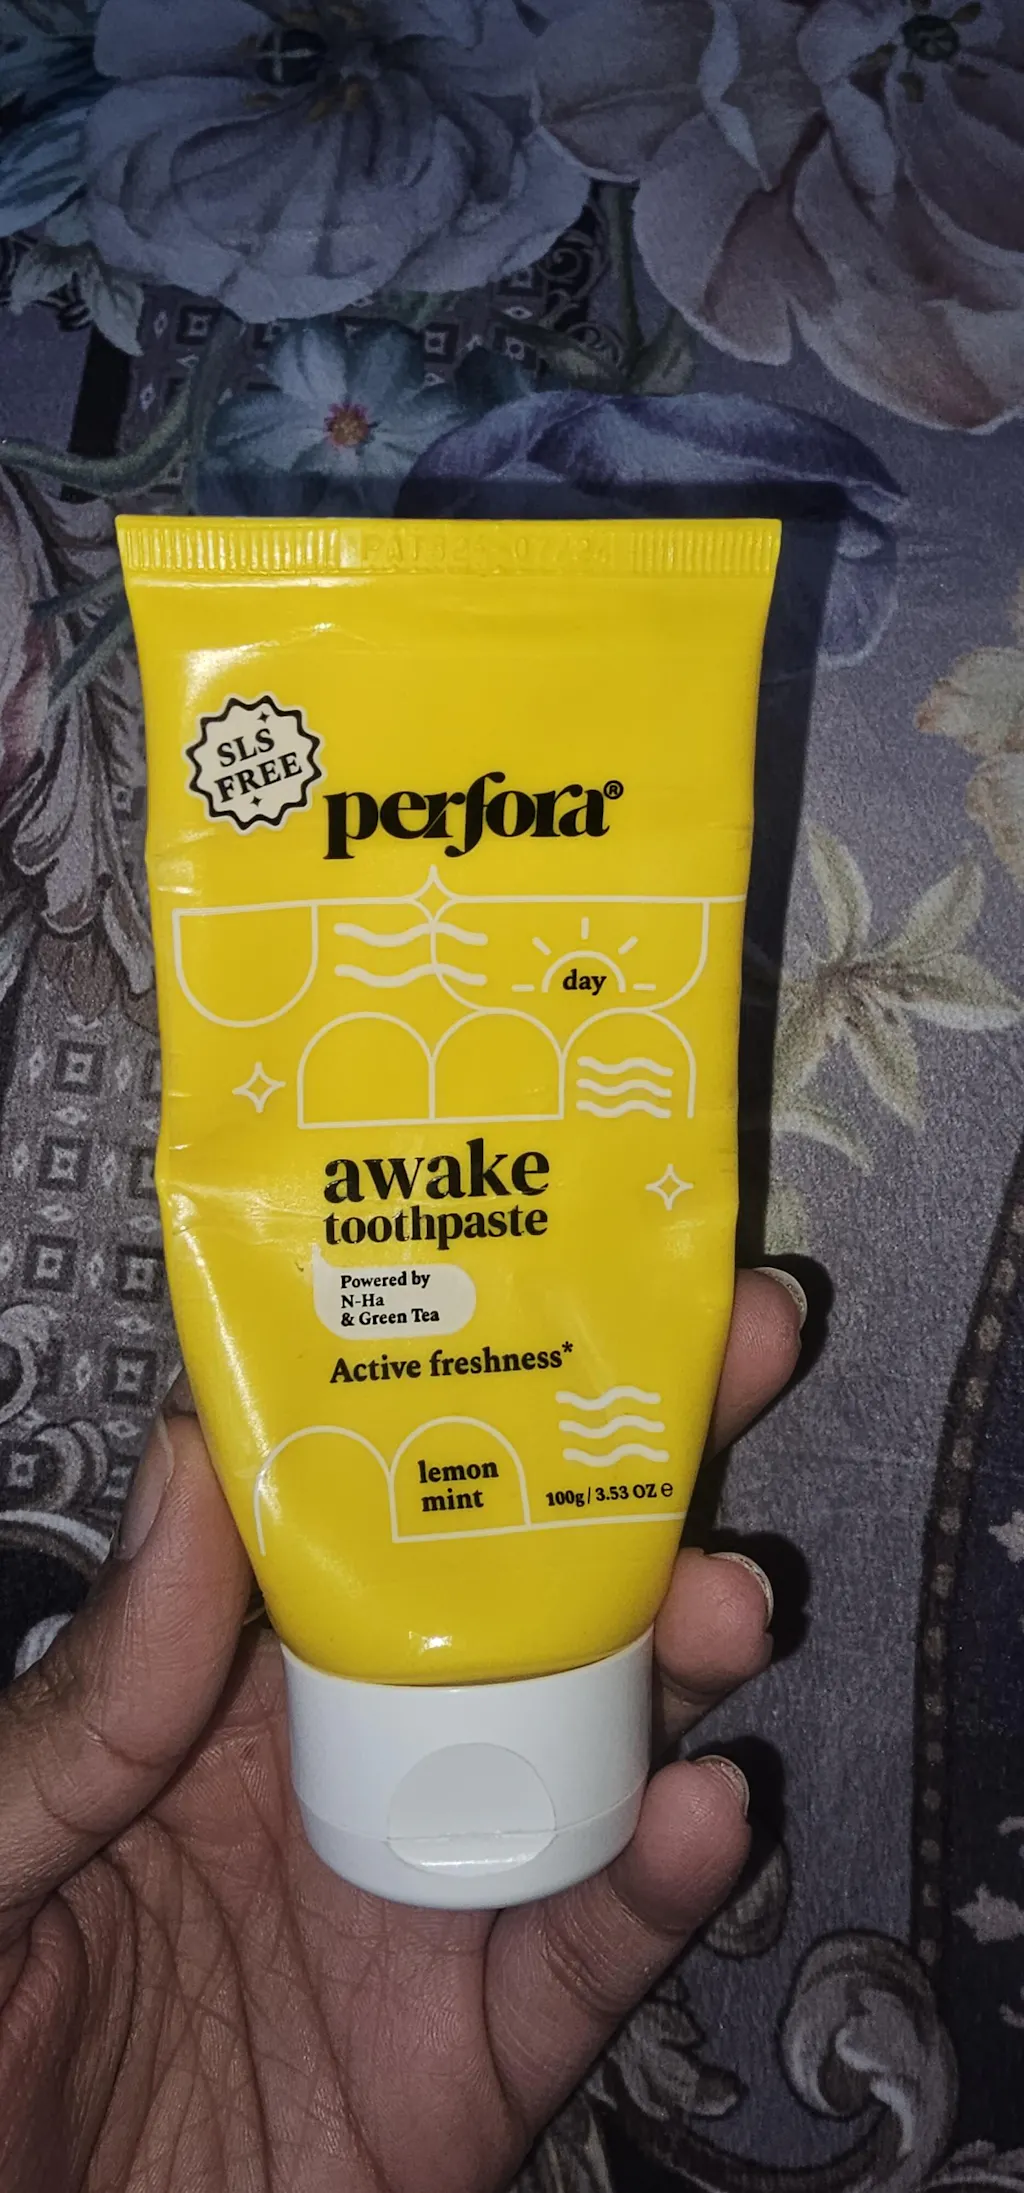 SLS
FREE
perfora®
day
awake
toothpaste
Powered by
N-Ha
& Green Tea
Active freshness*
lemon
mint
100g / 3.53 OZ ℮